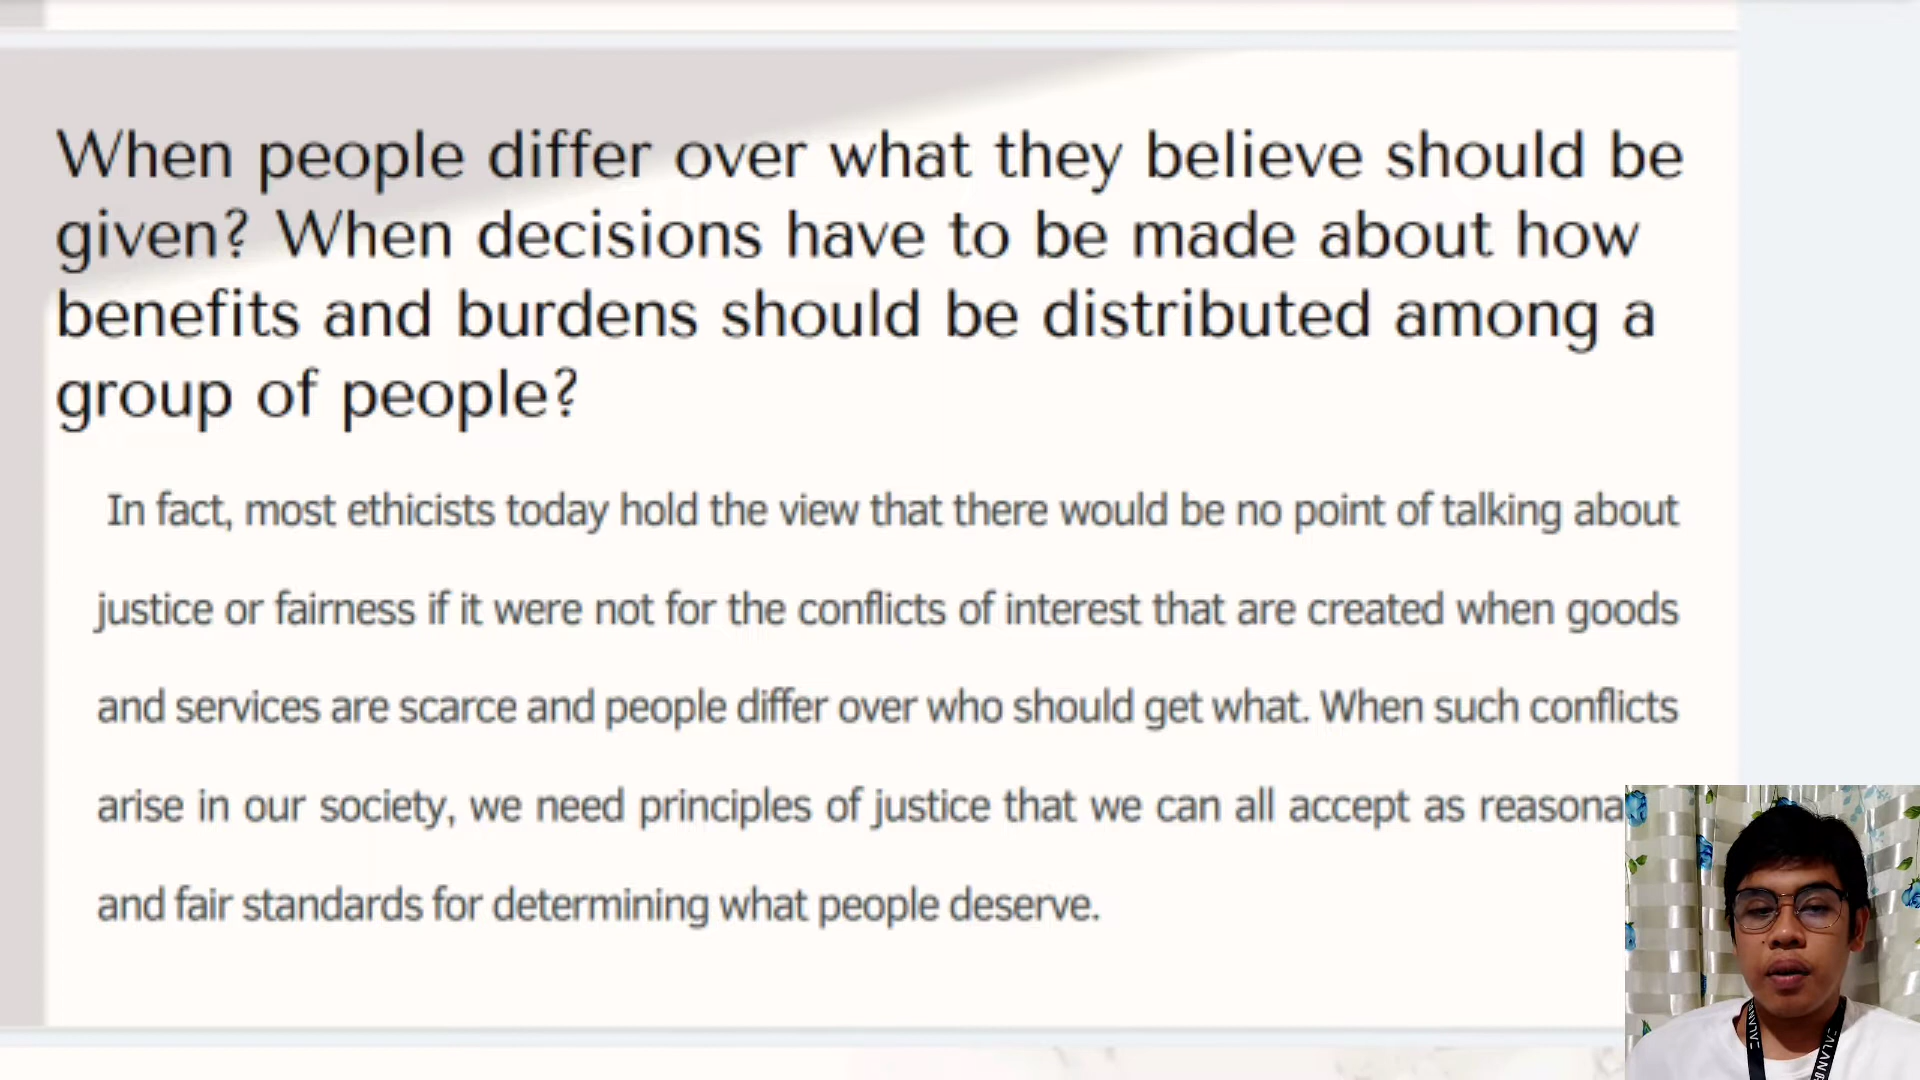 When people differ over what they believe should be
given? When decisions have to be made about how
benefits and burdens should be distributed among a
group of people?
In fact, most ethicists today hold the view that there would be no point of talking about
justice or fairness if it were not for the conflicts of interest that are created when goods
and services are scarce and people differ over who should get what. When such conflicts
arise in our society, we need principles of justice that we can all accept as reasona
and fair standards for determining what people deserve.